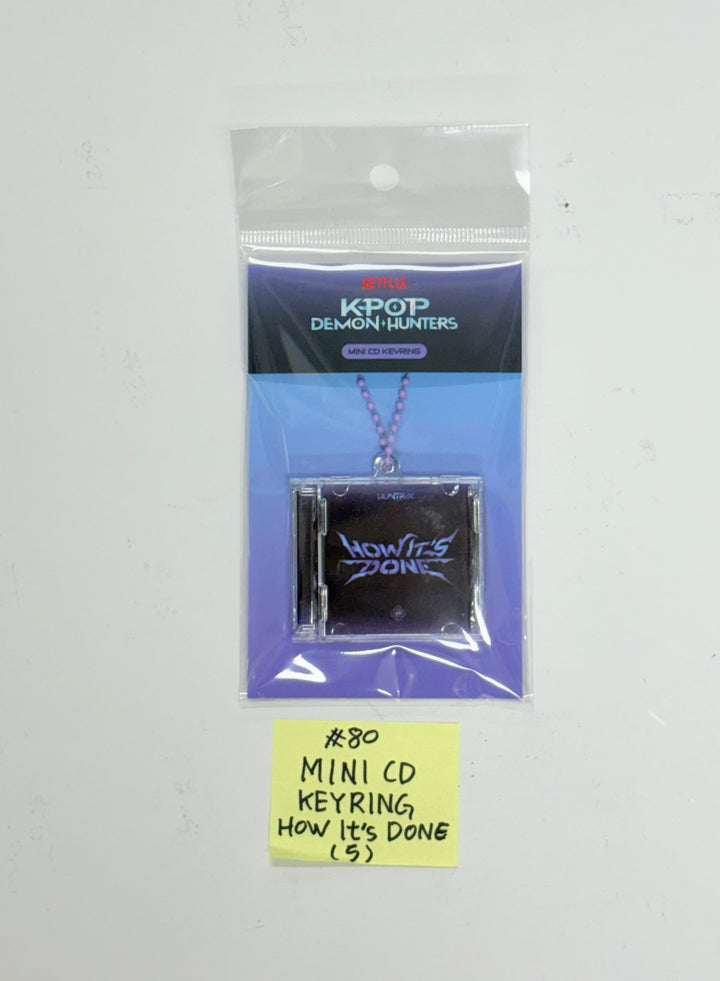 NETFLIX
K-POP
DEMON HUNTERS
MINI CD KEYRING
HUNTR/X
HOW IT'S
DONE
#80
MINI CD
KEYRING
HOW It's DONE
(5)